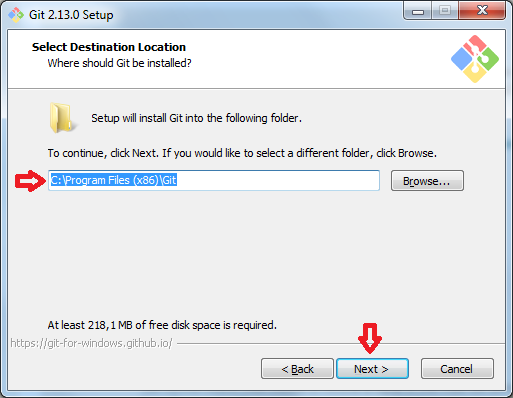 Git 2.13.0 Setup
Select Destination Location
Where should Git be installed?
Setup will install Git into the following folder.
To continue, click Next. If you would like to select a different folder, click Browse.
C:\Program Files (x86)\Git
Browse...
At least 218,1 MB of free disk space is required.
https://git-for-windows.github.io/
< Back
Next >
Cancel